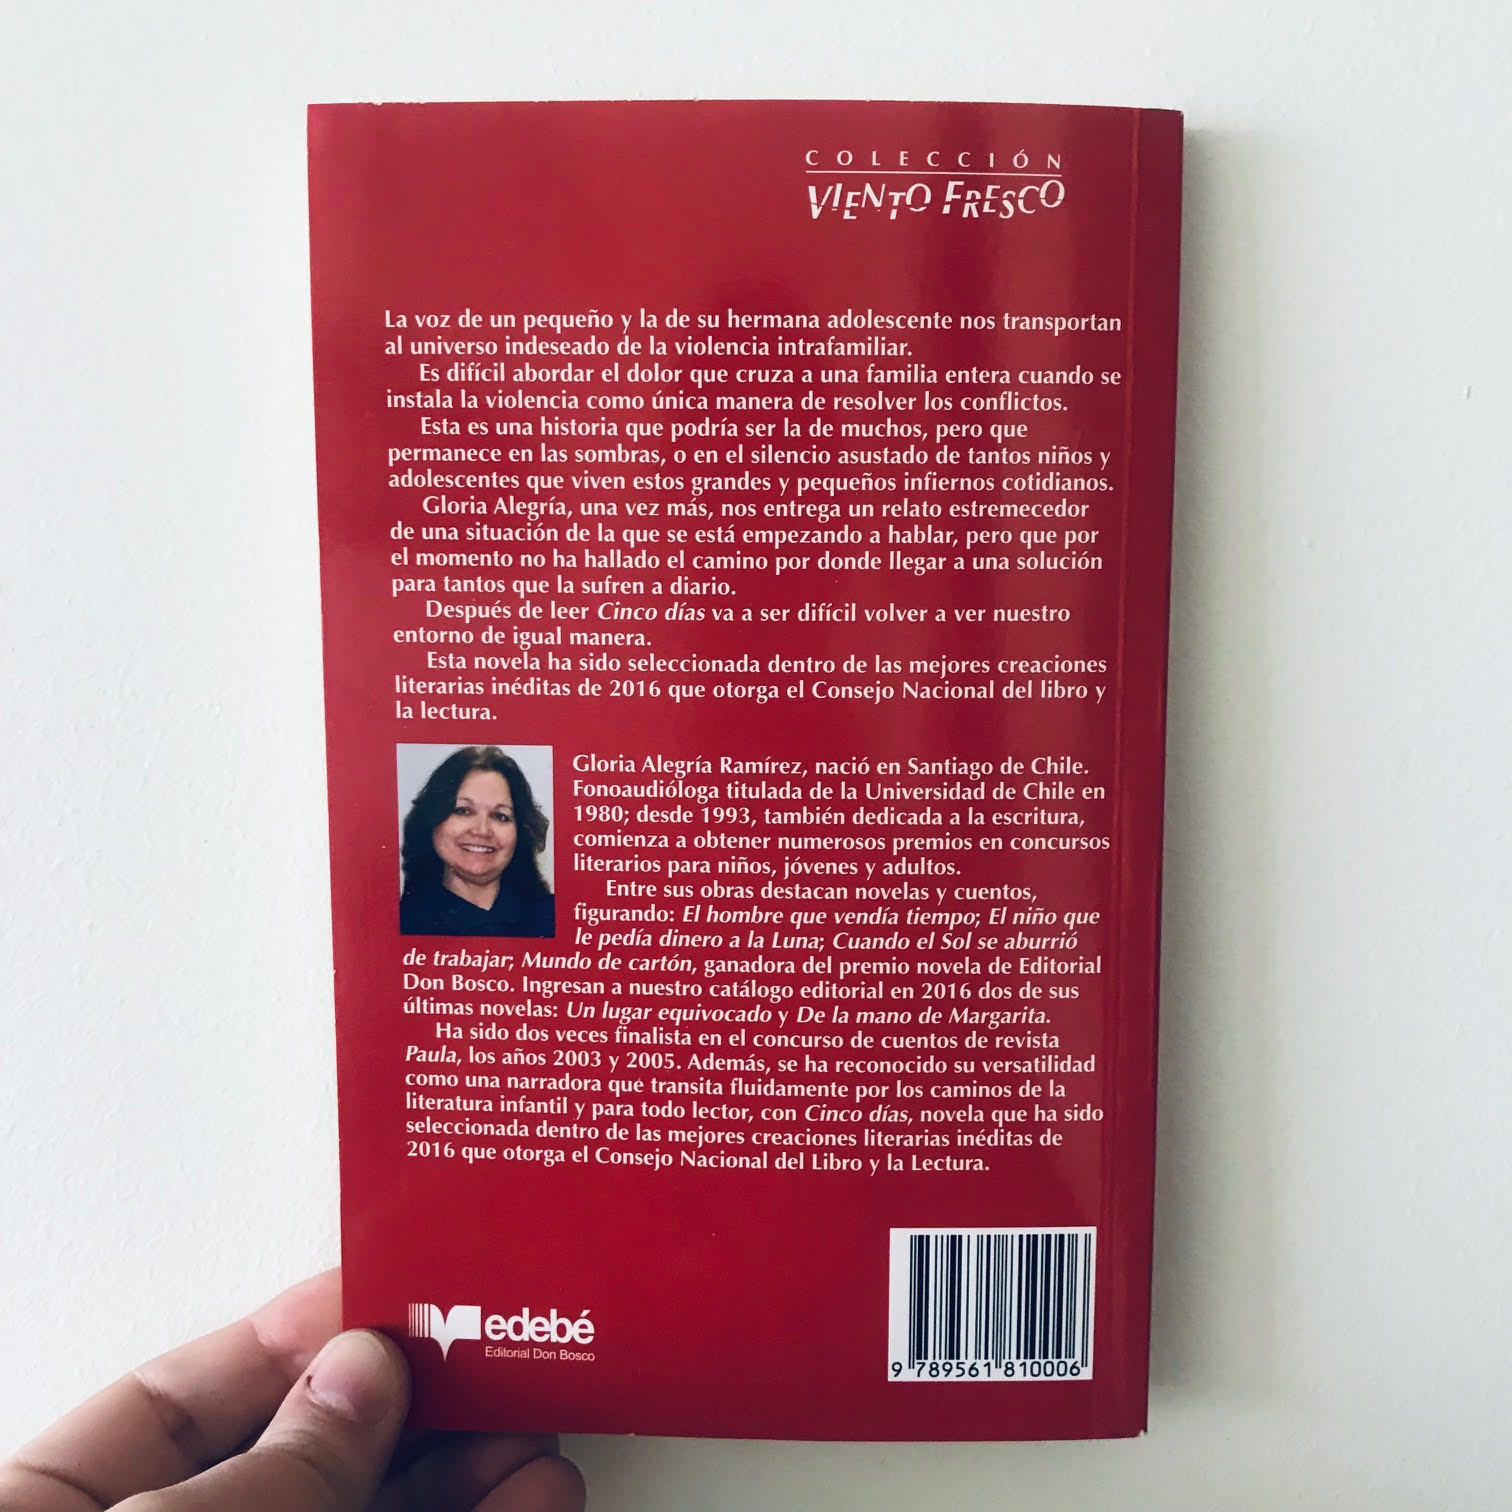 COLECCIÓN
VIENTO FRESCO
La voz de un pequeño y la de su hermana adolescente nos transportan
al universo indeseado de la violencia intrafamiliar.
Es difícil abordar el dolor que cruza a una familia entera cuando se
instala la violencia como única manera de resolver los conflictos.
Esta es una historia que podría ser la de muchos, pero que
permanece en las sombras, o en el silencio asustado de tantos niños y
adolescentes que viven estos grandes y pequeños infiernos cotidianos.
Gloria Alegría, una vez más, nos entrega un relato estremecedor
de una situación de la que se está empezando a hablar, pero que por
el momento no ha hallado el camino por donde llegar a una solución
para tantos que la sufren a diario.
Después de leer Cinco días va a ser difícil volver a ver nuestro
entorno de igual manera.
Esta novela ha sido seleccionada dentro de las mejores creaciones
literarias inéditas de 2016 que otorga el Consejo Nacional del libro y
la lectura.
Gloria Alegría Ramírez, nació en Santiago de Chile.
Fonoaudióloga titulada de la Universidad de Chile en
1980; desde 1993, también dedicada a la escritura,
comienza a obtener numerosos premios en concursos
literarios para niños, jóvenes y adultos.
Entre sus obras destacan novelas y cuentos,
figurando: El hombre que vendía tiempo; El niño que
le pedía dinero a la Luna; Cuando el Sol se aburrió
de trabajar; Mundo de cartón, ganadora del premio novela de Editorial
Don Bosco. Ingresan a nuestro catálogo editorial en 2016 dos de sus
últimas novelas: Un lugar equivocado y De la mano de Margarita.
Ha sido dos veces finalista en el concurso de cuentos de revista
Paula, los años 2003 y 2005. Además, se ha reconocido su versatilidad
como una narradora que transita fluidamente por los caminos de la
literatura infantil y para todo lector, con Cinco días, novela que ha sido
seleccionada dentro de las mejores creaciones literarias inéditas de
2016 que otorga el Consejo Nacional del Libro y la Lectura.
edebé
Editorial Don Bosco
9 789561 810006